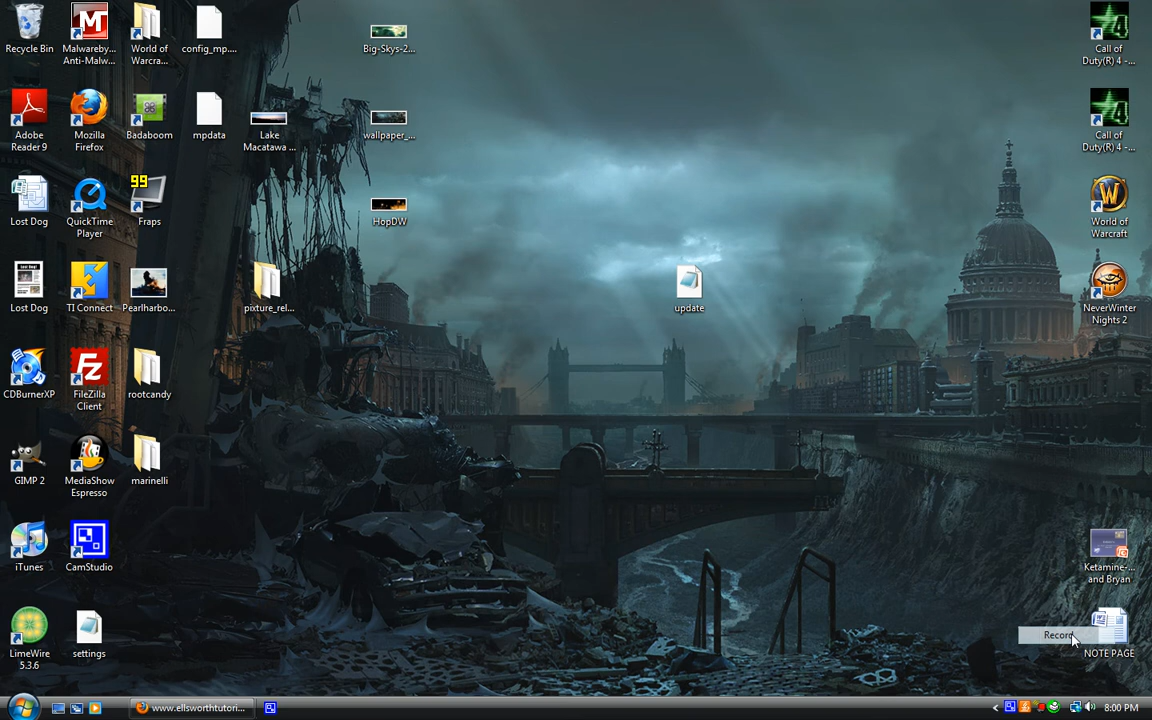 Recycle Bin
Malwareby...
Anti-Malw...
World of
Warcra...
config_mp....
Big-Skys-2...
Call of
Duty(R) 4 -...
Adobe
Reader 9
Mozilla
Firefox
Badaboom
mpdata
Lake
Macatawa ...
wallpaper_...
Call of
Duty(R) 4 -...
99
Lost Dog
QuickTime
Player
Fraps
HopDW
World of
Warcraft
Lost Dog
TI Connect
Pearlharbo...
pixture_rel...
update
NeverWinter
Nights 2
CDBurnerXP
FileZilla
Client
rootcandy
GIMP 2
MediaShow
Espresso
marinelli
iTunes
CamStudio
Ketamine-...
and Bryan
LimeWire
5.3.6
settings
Record
NOTE PAGE
www.ellsworthtutori...
8:00 PM